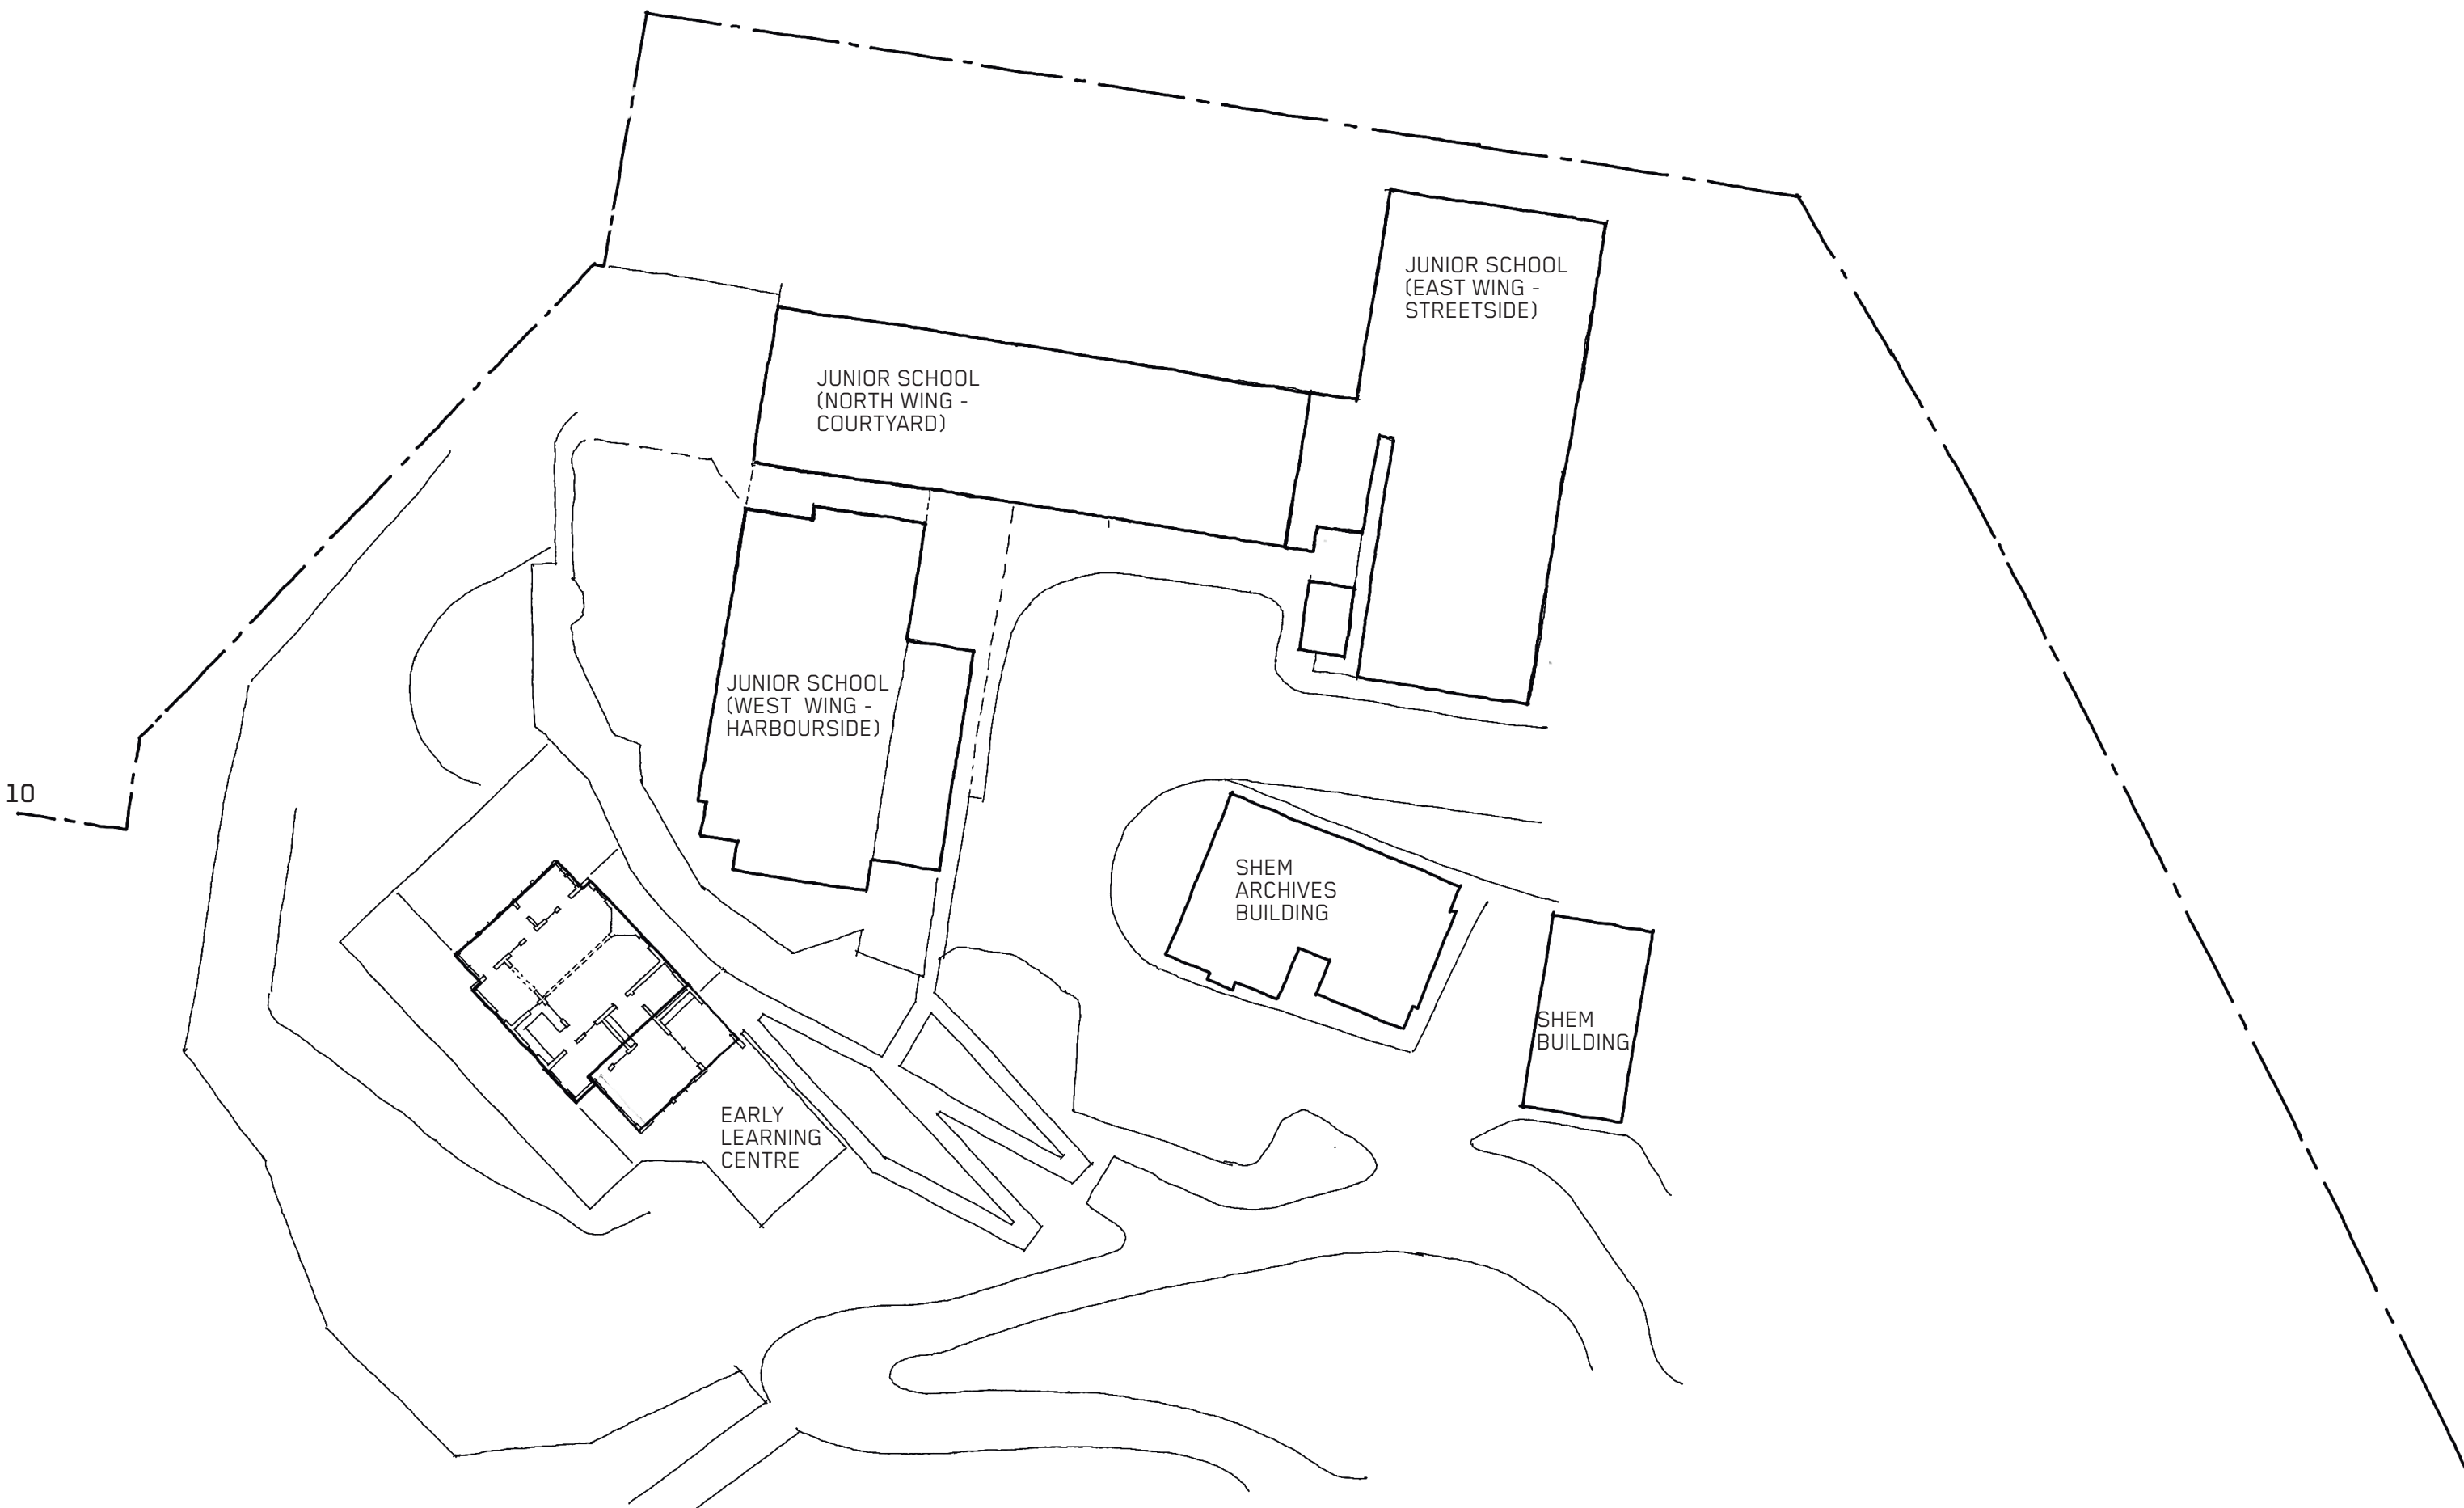 JUNIOR SCHOOL
(EAST WING -
STREETSIDE)
JUNIOR SCHOOL
(NORTH WING -
COURTYARD)
JUNIOR SCHOOL
(WEST WING -
HARBOURSIDE)
10
SHEM
ARCHIVES
BUILDING
SHEM
BUILDING
EARLY
LEARNING
CENTRE